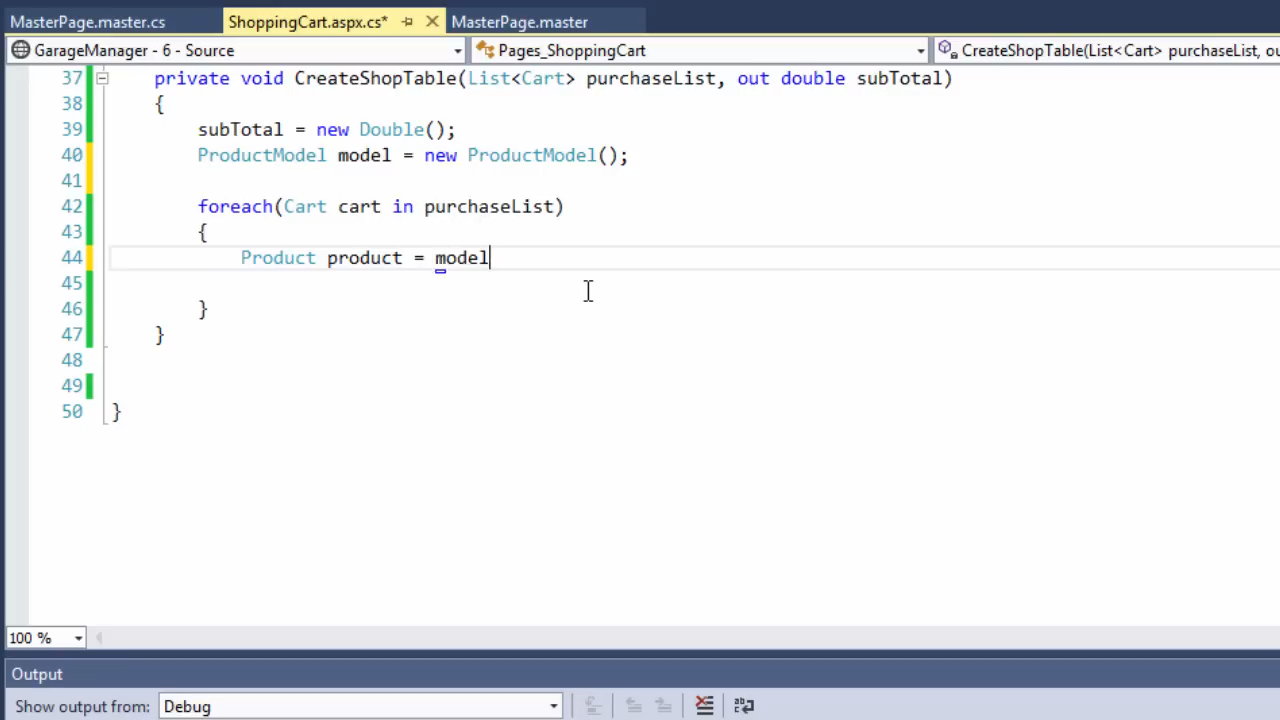 MasterPage.master.cs ShoppingCart.aspx.cs* MasterPage.master
GarageManager - 6 - Source Pages_ShoppingCart CreateShopTable(List<Cart> purchaseList, ou
37 private void CreateShopTable(List<Cart> purchaseList, out double subTotal)
38 {
39 subTotal = new Double();
40 ProductModel model = new ProductModel();
41
42 foreach(Cart cart in purchaseList)
43 {
44 Product product = model
45
46 }
47 }
48
49
50 }
100 %
Output
Show output from: Debug